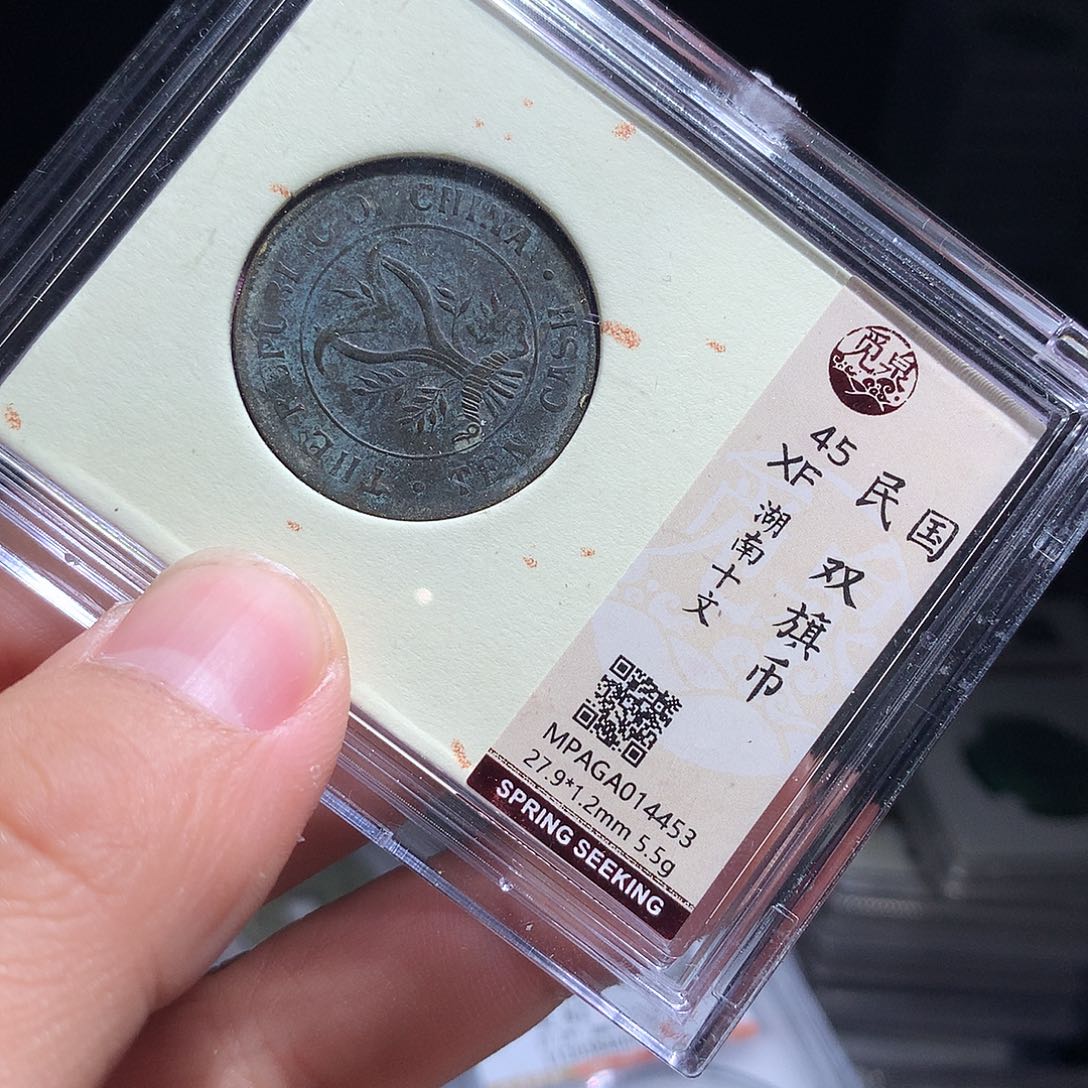 THE REPUBLIC O CHINA
· TEN CASH ·
觅泉
45
XF
民国
双旗币
湖南十文
MPAGA014453
27.9*1.2mm 5.5g
SPRING SEEKING